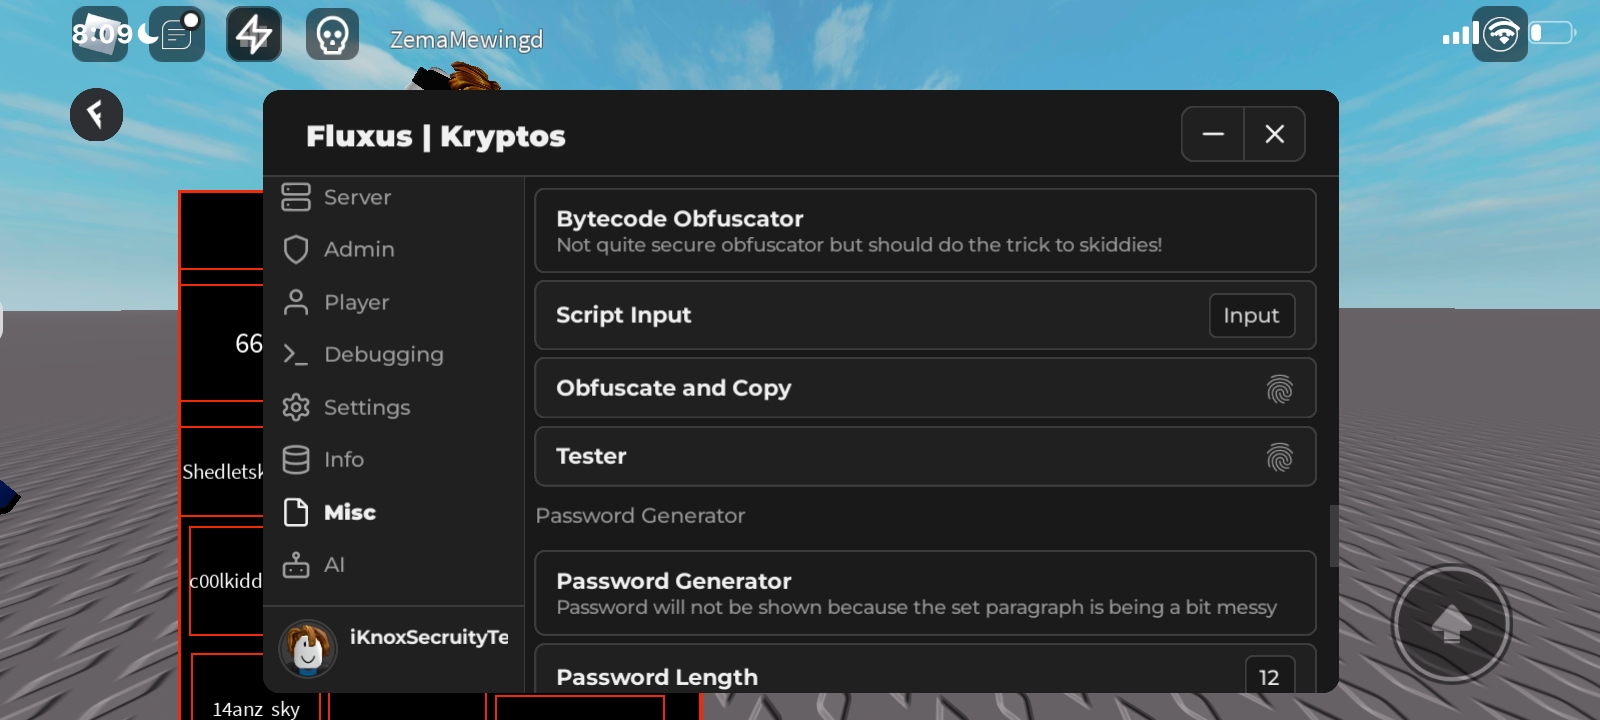 8:09
ZemaMewingd
Fluxus | Kryptos
Server
Admin
Player
Debugging
Settings
Info
Misc
AI
iKnoxSecruityTe
Bytecode Obfuscator
Not quite secure obfuscator but should do the trick to skiddies!
Script Input
Input
Obfuscate and Copy
Tester
Password Generator
Password Generator
Password will not be shown because the set paragraph is being a bit messy
Password Length
12
66
Shedletsk
c00lkidd
14anz sky